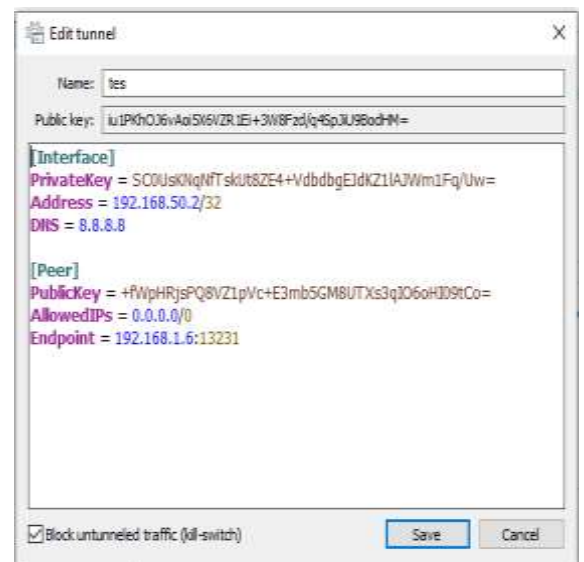 Edit tunnel
Name: tes
Public key: iu1PKhOJ6vAoi5X6VZR1Ei+3W8Fzd/q4SpJiU9BodHM=
[Interface]
PrivateKey = SC0UsKNqNfTskUt8ZE4+VdbdbgEJdKZ1lAJWm1Fq/Uw=
Address = 192.168.50.2/32
DNS = 8.8.8.8
[Peer]
PublicKey = +fWpHRjsPQ8VZ1pVc+E3mb5GM8UTXs3qIO6oHI09tCo=
AllowedIPs = 0.0.0.0/0
Endpoint = 192.168.1.6:13231
Block untunneled traffic (kill-switch)
Save
Cancel